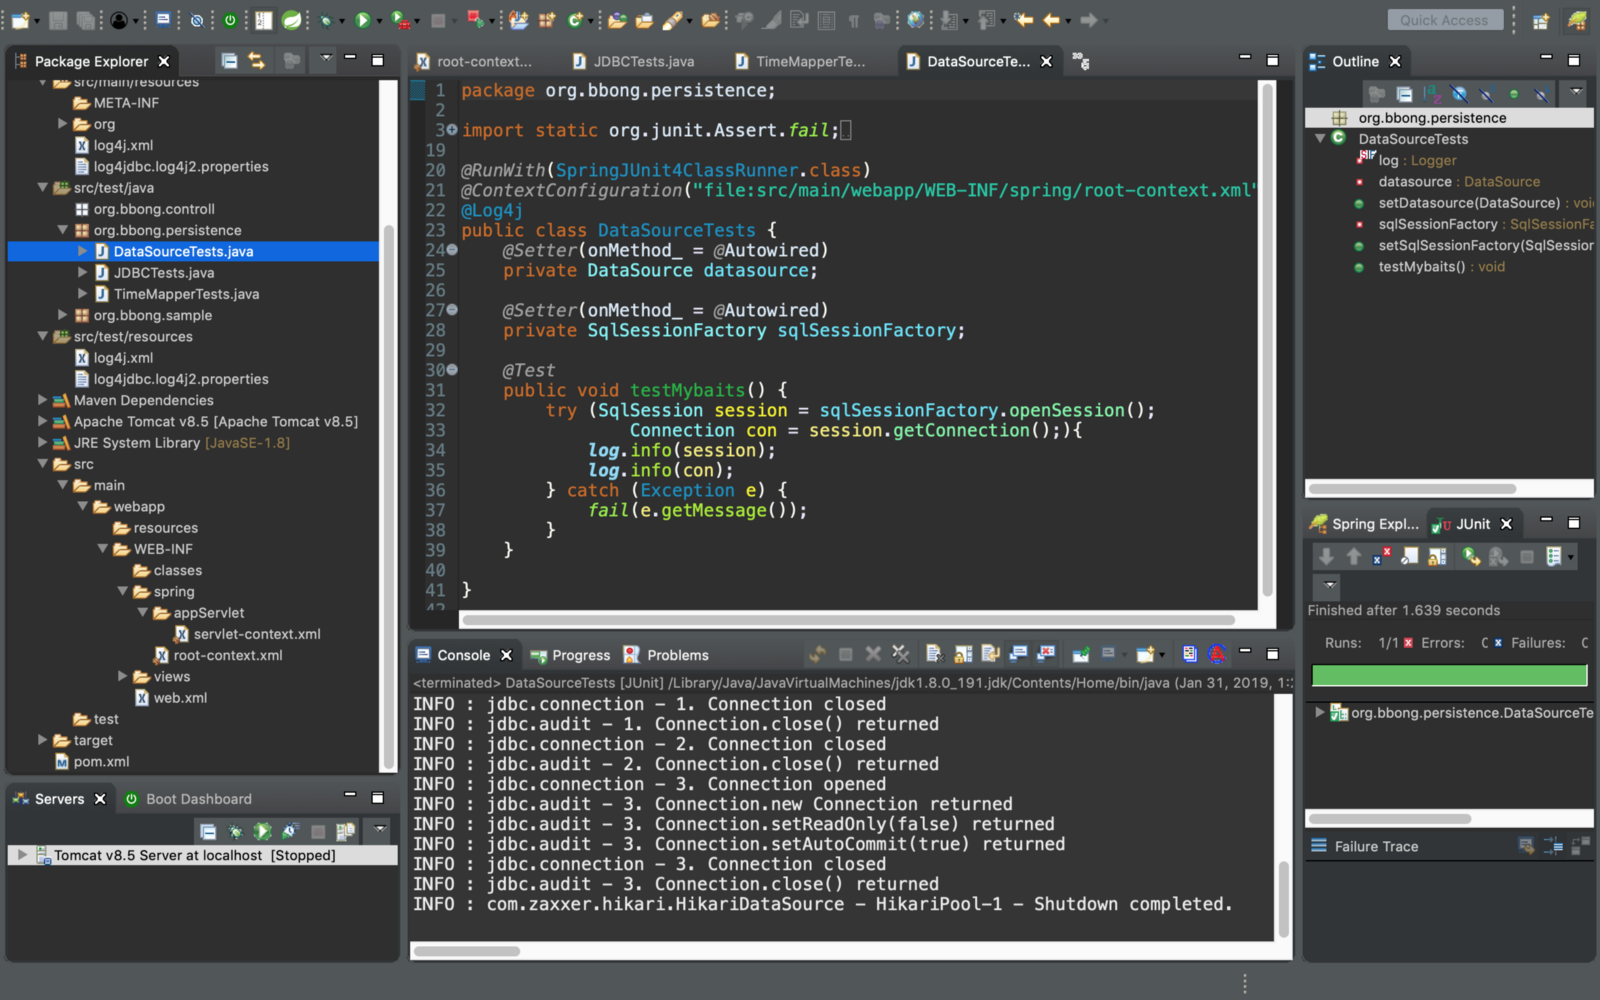 Quick Access
Package Explorer
src/main/resources
META-INF
org
log4j.xml
log4jdbc.log4j2.properties
src/test/java
org.bbong.controll
org.bbong.persistence
DataSourceTests.java
JDBCTests.java
TimeMapperTests.java
org.bbong.sample
src/test/resources
log4j.xml
log4jdbc.log4j2.properties
Maven Dependencies
Apache Tomcat v8.5 [Apache Tomcat v8.5]
JRE System Library [JavaSE-1.8]
src
main
webapp
resources
WEB-INF
classes
spring
appServlet
servlet-context.xml
root-context.xml
views
web.xml
test
target
pom.xml
Servers
Boot Dashboard
Tomcat v8.5 Server at localhost [Stopped]
root-context...
JDBCTests.java
TimeMapperTe...
DataSourceTe...
1 package org.bbong.persistence;
2
3 import static org.junit.Assert.fail;
19
20 @RunWith(SpringJUnit4ClassRunner.class)
21 @ContextConfiguration("file:src/main/webapp/WEB-INF/spring/root-context.xml"
22 @Log4j
23 public class DataSourceTests {
24 @Setter(onMethod_ = @Autowired)
25 private DataSource datasource;
26
27 @Setter(onMethod_ = @Autowired)
28 private SqlSessionFactory sqlSessionFactory;
29
30 @Test
31 public void testMybaits() {
32 try (SqlSession session = sqlSessionFactory.openSession();
33 Connection con = session.getConnection();){
34 log.info(session);
35 log.info(con);
36 } catch (Exception e) {
37 fail(e.getMessage());
38 }
39 }
40
41 }
42
Console
Progress
Problems
<terminated> DataSourceTests [JUnit] /Library/Java/JavaVirtualMachines/jdk1.8.0_191.jdk/Contents/Home/bin/java (Jan 31, 2019, 1:2
INFO : jdbc.connection - 1. Connection closed
INFO : jdbc.audit - 1. Connection.close() returned
INFO : jdbc.connection - 2. Connection closed
INFO : jdbc.audit - 2. Connection.close() returned
INFO : jdbc.connection - 3. Connection opened
INFO : jdbc.audit - 3. Connection.new Connection returned
INFO : jdbc.audit - 3. Connection.setReadOnly(false) returned
INFO : jdbc.audit - 3. Connection.setAutoCommit(true) returned
INFO : jdbc.connection - 3. Connection closed
INFO : jdbc.audit - 3. Connection.close() returned
INFO : com.zaxxer.hikari.HikariDataSource - HikariPool-1 - Shutdown completed.
Outline
org.bbong.persistence
DataSourceTests
log : Logger
datasource : DataSource
setDatasource(DataSource) : voi
sqlSessionFactory : SqlSessionFa
setSqlSessionFactory(SqlSession
testMybaits() : void
Spring Expl...
JUnit
Finished after 1.639 seconds
Runs: 1/1 Errors: Failures:
org.bbong.persistence.DataSourceTe
Failure Trace